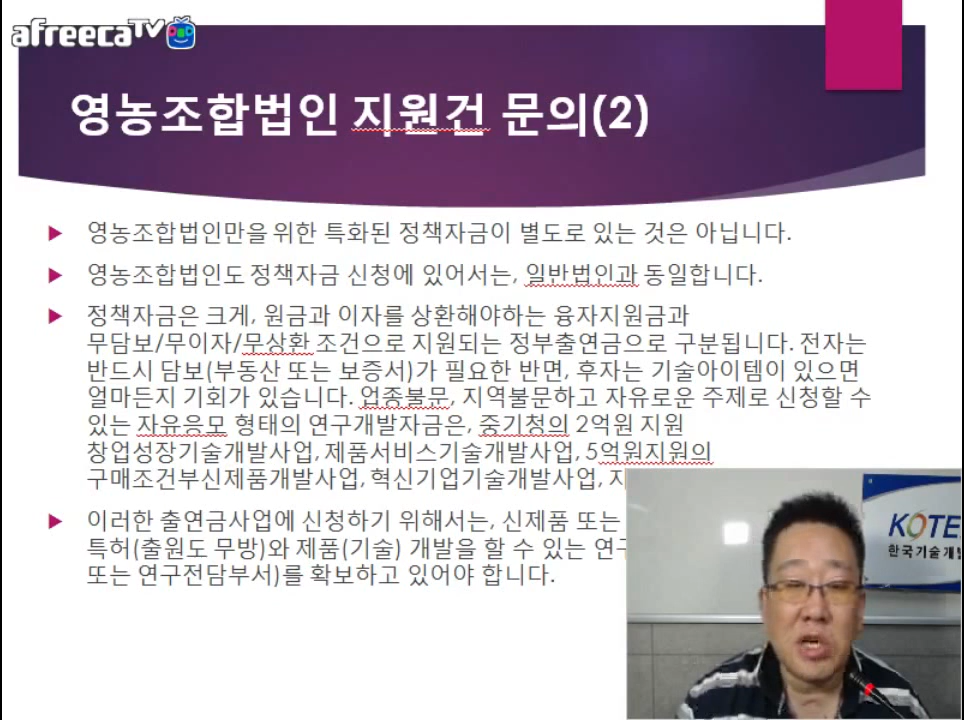 afreecaTV
영농조합법인 지원건 문의(2)
영농조합법인만을 위한 특화된 정책자금이 별도로 있는 것은 아닙니다.
영농조합법인도 정책자금 신청에 있어서는, 일반법인과 동일합니다.
정책자금은 크게, 원금과 이자를 상환해야하는 융자지원금과
무담보/무이자/무상환 조건으로 지원되는 정부출연금으로 구분됩니다. 전자는
반드시 담보(부동산 또는 보증서)가 필요한 반면, 후자는 기술아이템이 있으면
얼마든지 기회가 있습니다. 업종불문, 지역불문하고 자유로운 주제로 신청할 수
있는 자유응모 형태의 연구개발자금은, 중기청의 2억원 지원
창업성장기술개발사업, 제품서비스기술개발사업, 5억원지원의
구매조건부신제품개발사업, 혁신기업기술개발사업,
이러한 출연금사업에 신청하기 위해서는, 신제품 또는
특허(출원도 무방)와 제품(기술) 개발을 할 수 있는
또는 연구전담부서)를 확보하고 있어야 합니다.
KOTE
한국기술개